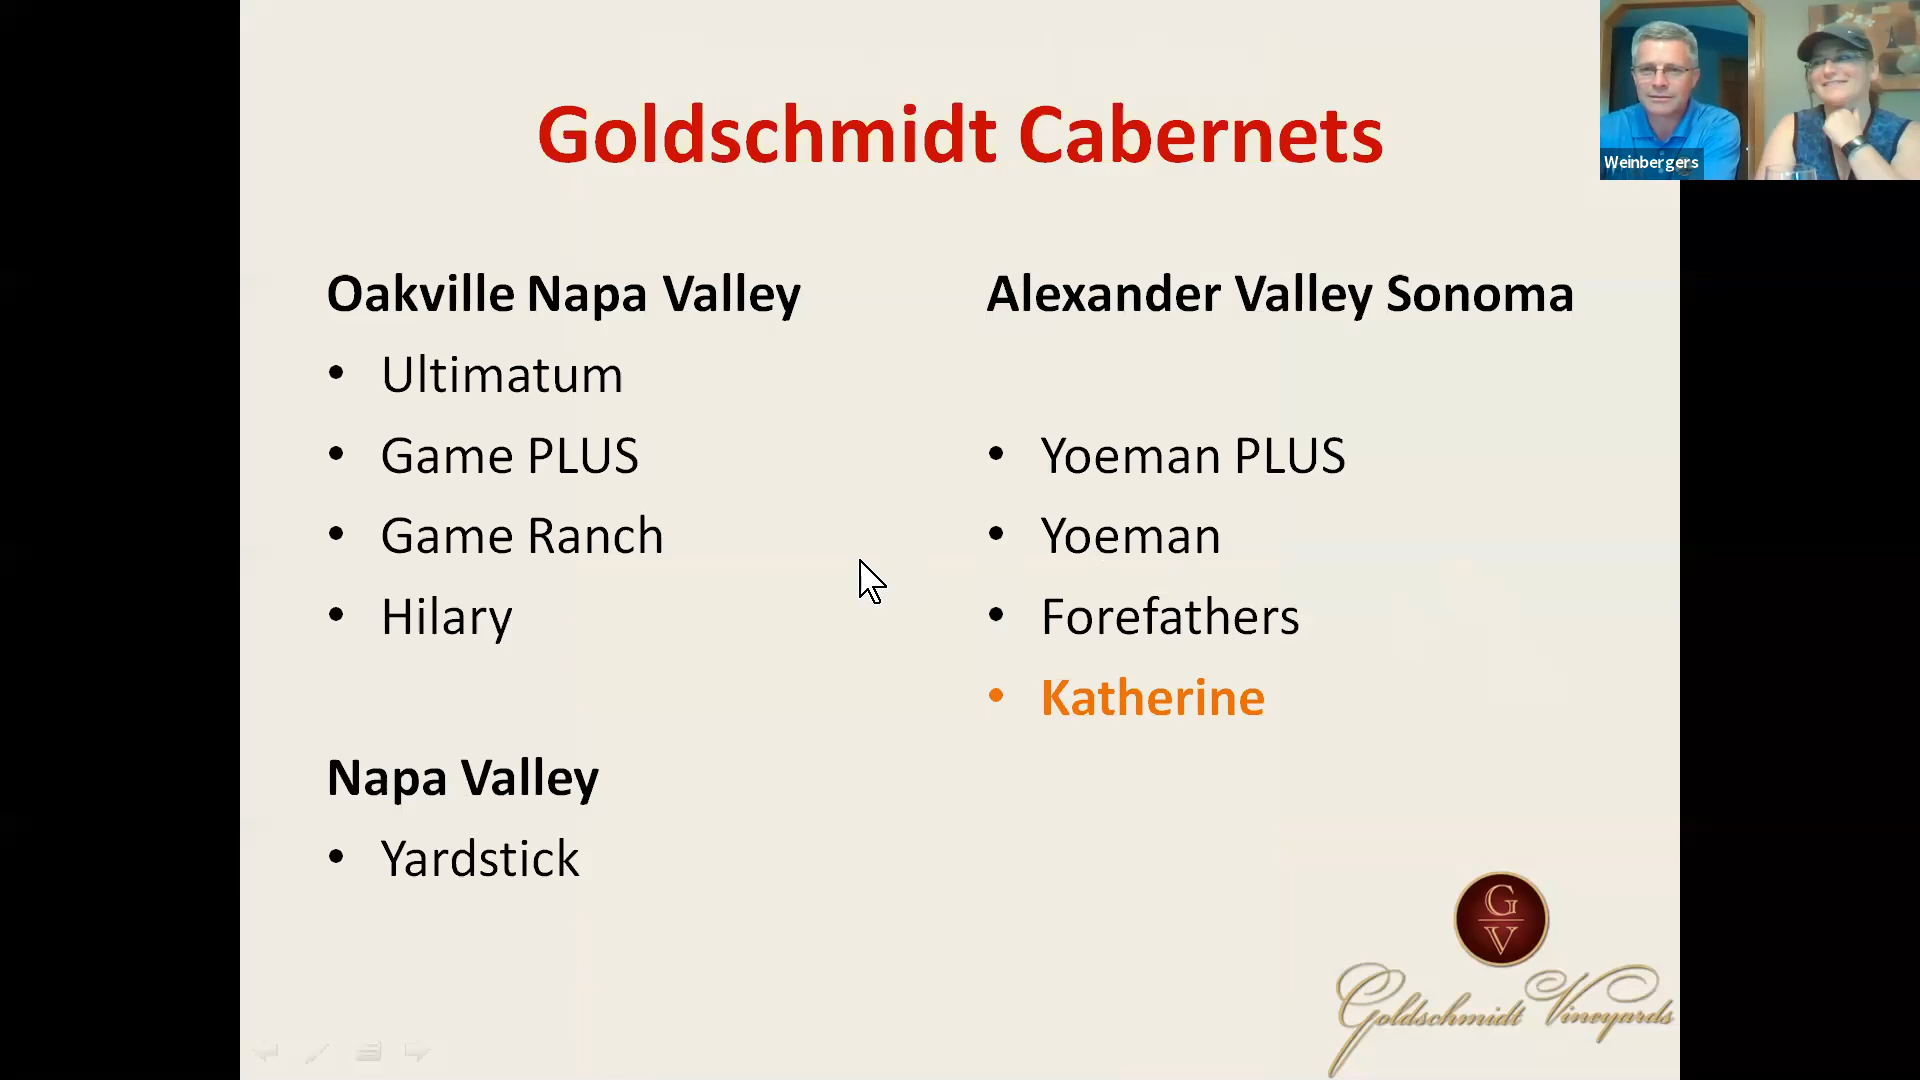 Goldschmidt Cabernets
Weinbergers
Oakville Napa Valley
• Ultimatum
• Game PLUS
• Game Ranch
• Hilary
Napa Valley
• Yardstick
Alexander Valley Sonoma
• Yoeman PLUS
• Yoeman
• Forefathers
• Katherine
G
V
Goldschmidt Vineyards